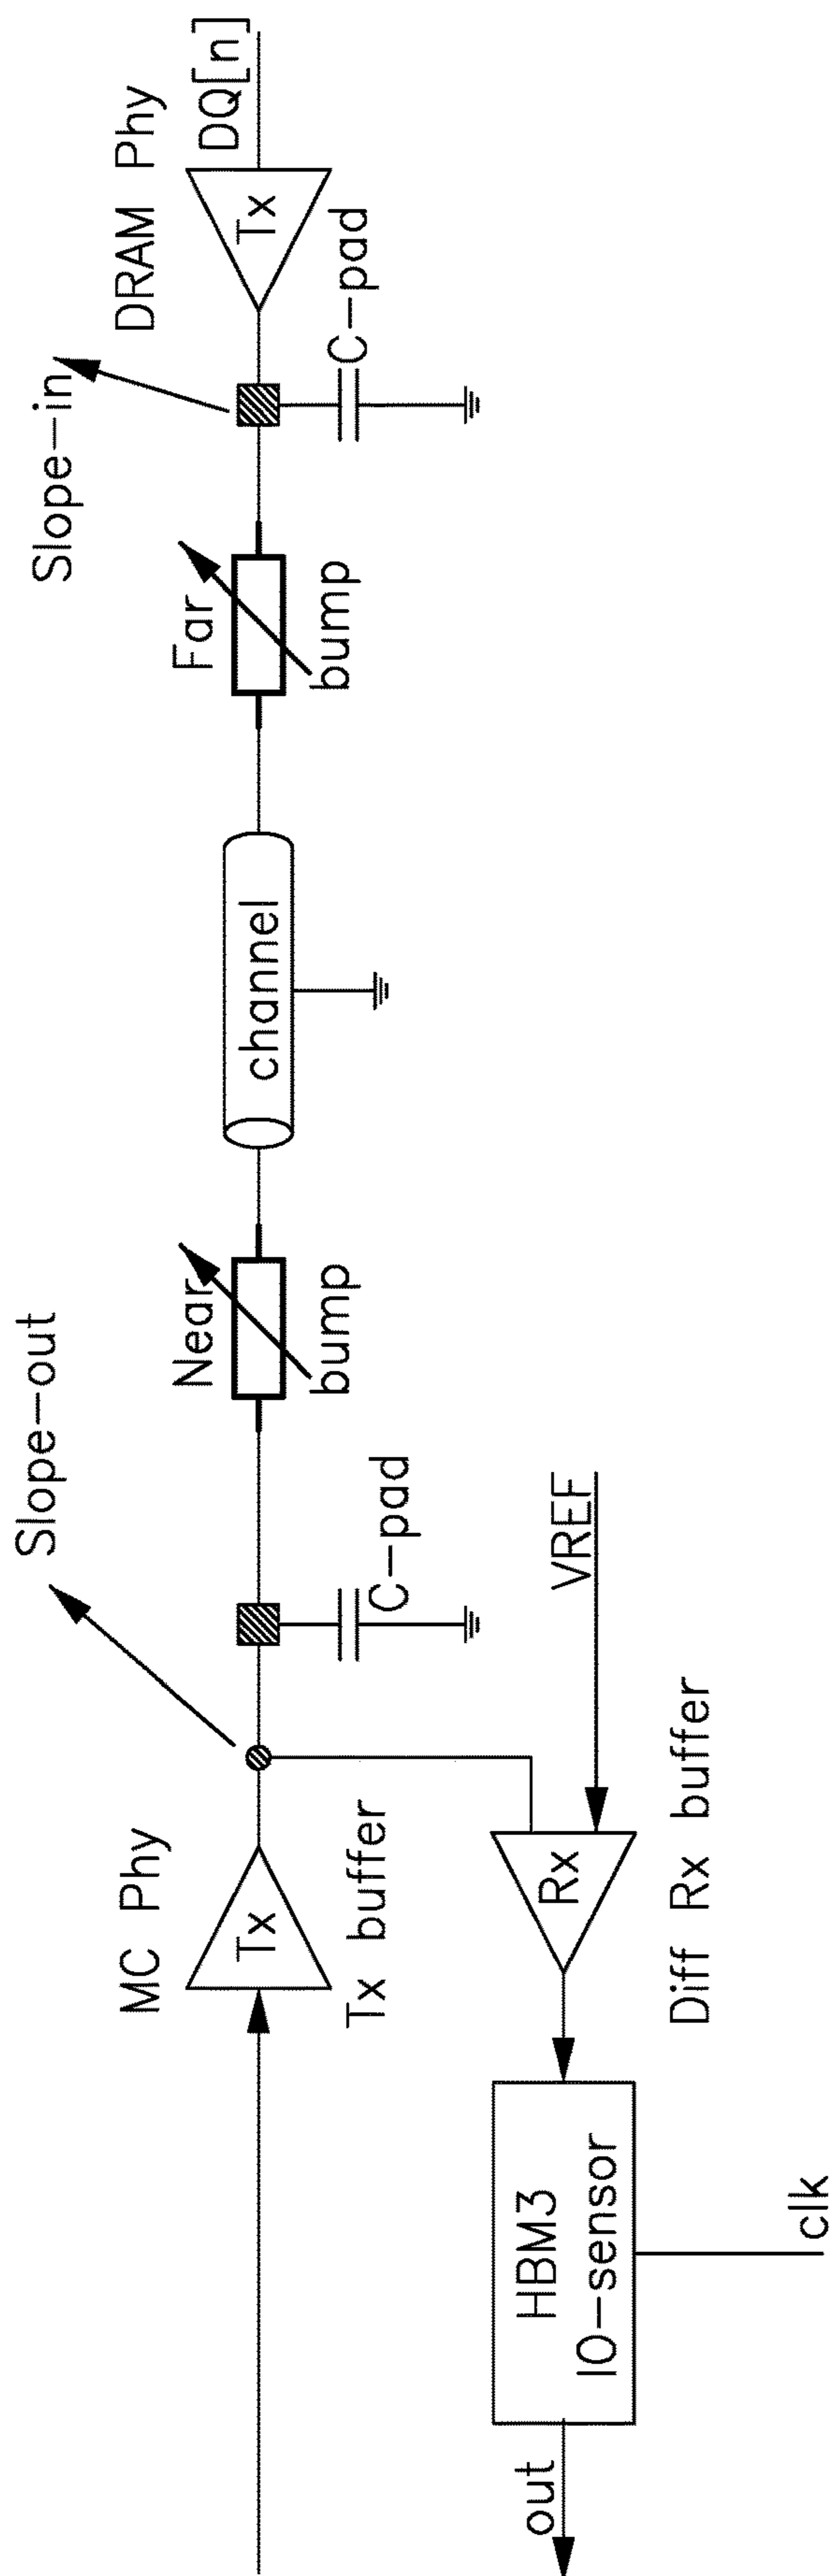 Slope-out
Slope-in
MC Phy
DRAM Phy
Near
Far
DQ[n]
Tx
channel
Tx
bump
bump
Tx buffer
C-pad
C-pad
VREF
Rx
out
HBM3
IO-sensor
Diff Rx buffer
clk